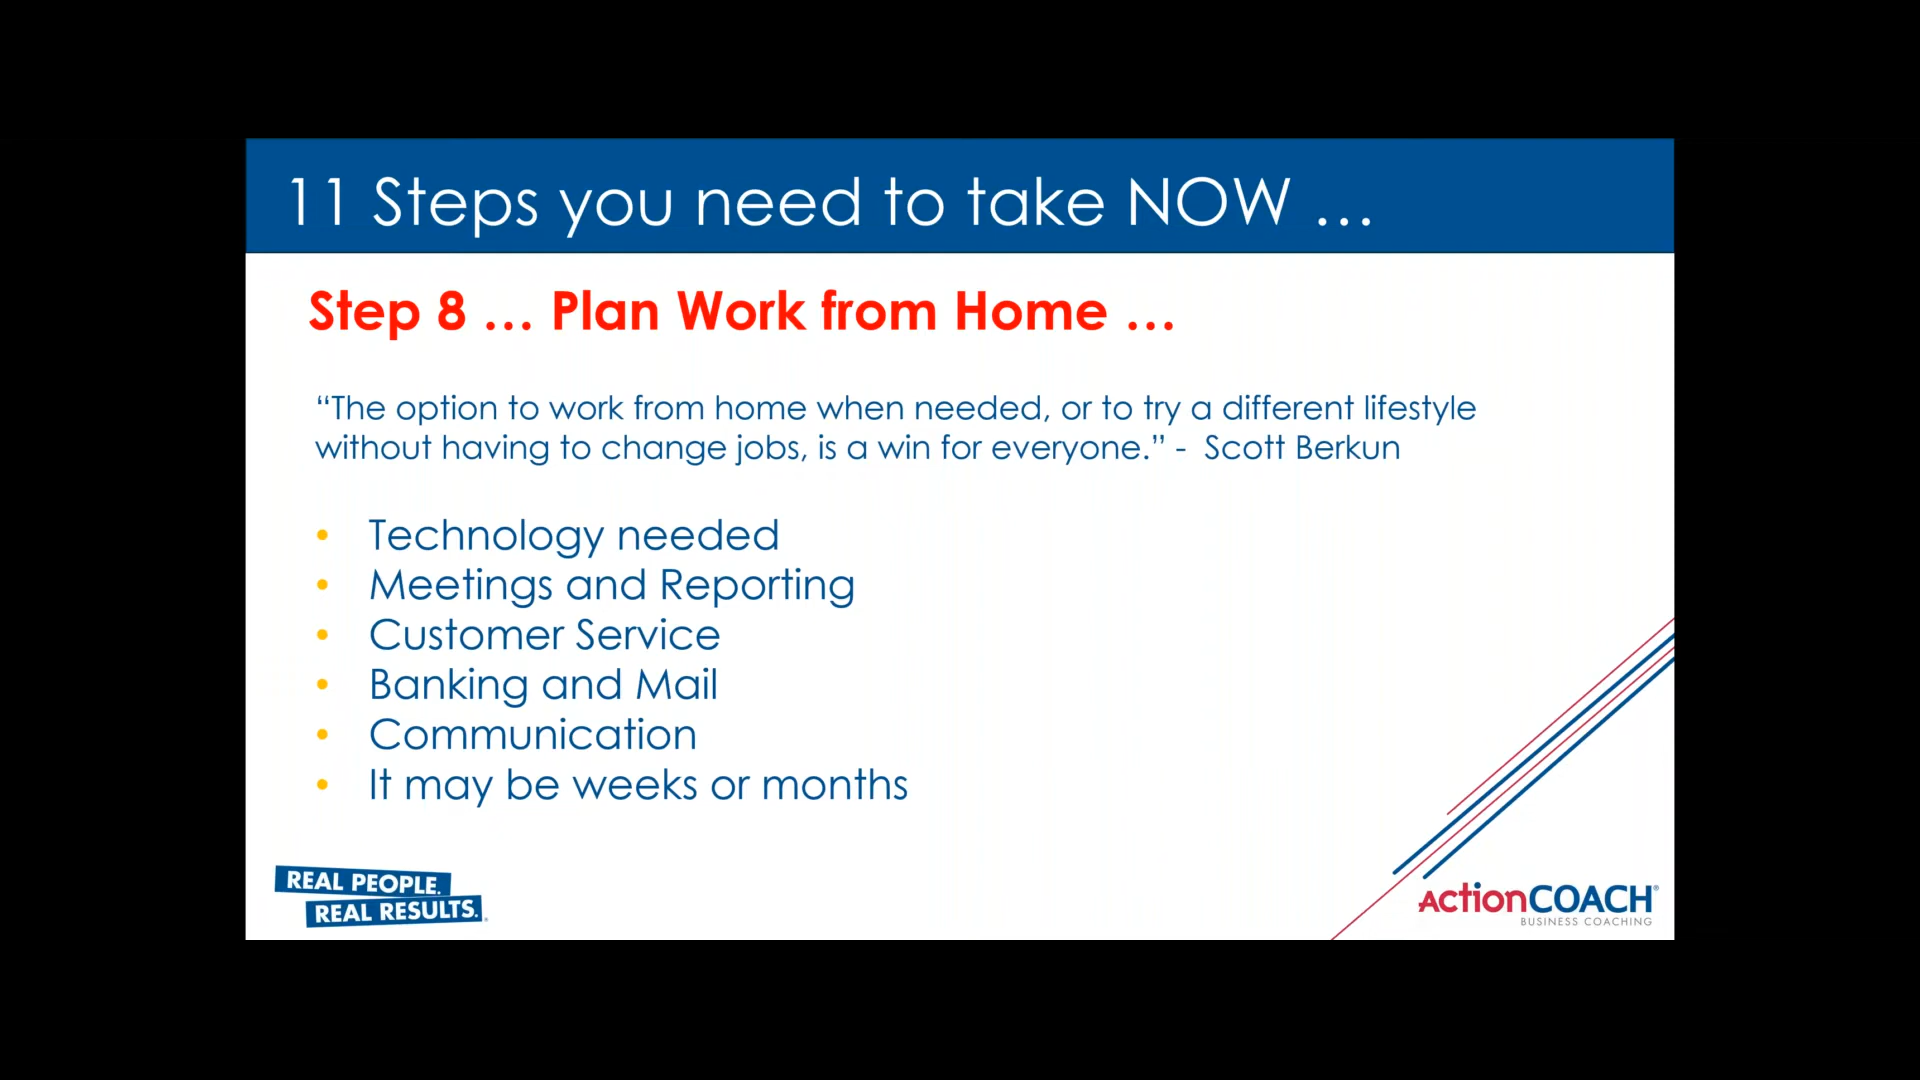 11 Steps you need to take NOW ...
Step 8 ... Plan Work from Home ...
“The option to work from home when needed, or to try a different lifestyle
without having to change jobs, is a win for everyone.” - Scott Berkun
• Technology needed
• Meetings and Reporting
• Customer Service
• Banking and Mail
• Communication
• It may be weeks or months
REAL PEOPLE.
REAL RESULTS.
ActionCOACH®
BUSINESS COACHING